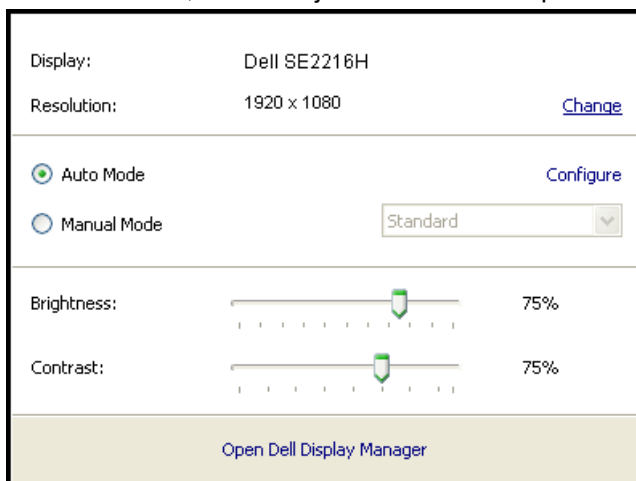 Display: Dell SE2216H
Resolution: 1920 x 1080 Change
Auto Mode Configure
Manual Mode Standard
Brightness: 75%
Contrast: 75%
Open Dell Display Manager